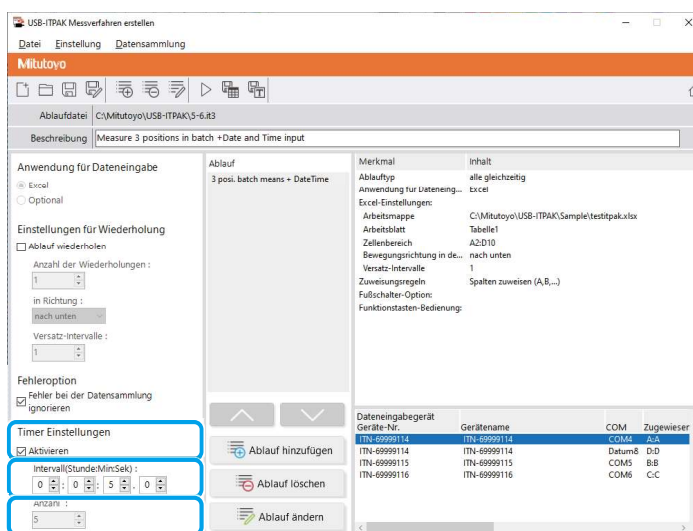 USB-ITPAK Messverfahren erstellen
Datei Einstellung Datensammlung
Mitutoyo
Ablaufdatei C:\Mitutoyo\USB-ITPAK\5-6.it3
Beschreibung Measure 3 positions in batch +Date and Time input
Anwendung für Dateneingabe
Excel
Optional
Einstellungen für Wiederholung
Ablauf wiederholen
Anzahl der Wiederholungen :
1
in Richtung :
nach unten
Versatz-Intervalle :
1
Fehleroption
Fehler bei der Datensammlung
ignorieren
Timer Einstellungen
Aktivieren
Intervall(Stunde:Min:Sek) :
0 : 0 : 5 . 0
Anzahl :
5
Ablauf
3 posi. batch means + DateTime
Ablauf hinzufügen
Ablauf löschen
Ablauf ändern
Merkmal Inhalt
Ablauftyp alle gleichzeitig
Anwendung für Dateneing... Excel
Excel-Einstellungen:
Arbeitsmappe C:\Mitutoyo\USB-ITPAK\Sample\testitpak.xlsx
Arbeitsblatt Tabelle1
Zellenbereich A2:D10
Bewegungsrichtung in de... nach unten
Versatz-Intervalle 1
Zuweisungsregeln Spalten zuweisen (A,B,...)
Fußschalter-Option:
Funktionstasten-Bedienung:
Dateneingabegerät
Geräte-Nr. Gerätename COM Zugewieser
ITN-69999114 ITN-69999114 COM4 A:A
ITN-69999114 ITN-69999114 Datum& D:D
ITN-69999115 ITN-69999115 COM5 B:B
ITN-69999116 ITN-69999116 COM6 C:C